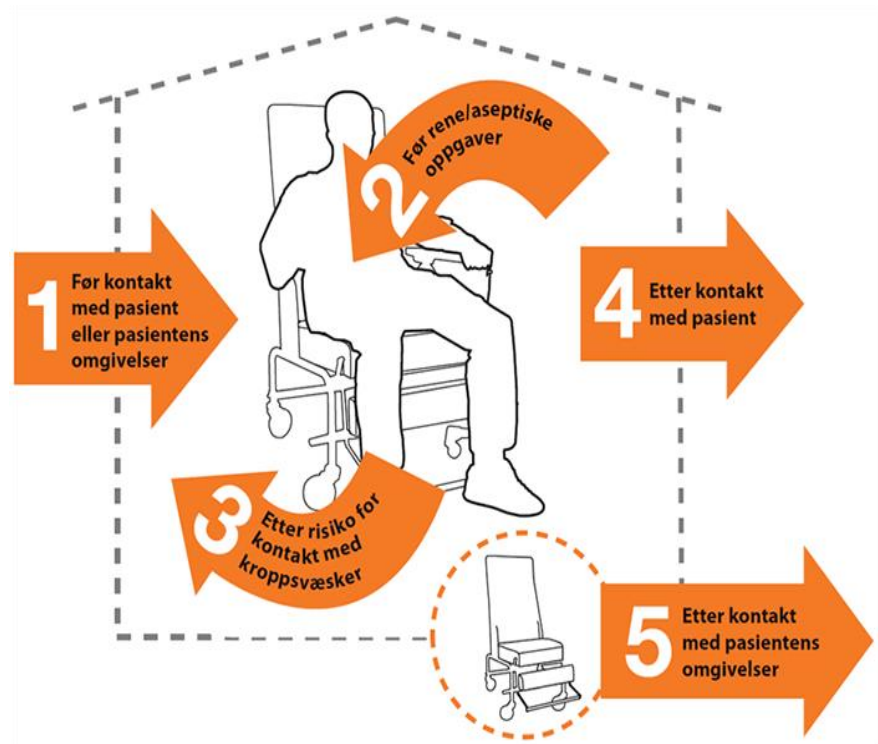 1
Før kontakt
med pasient
eller pasientens
omgivelser
2
Før rene/aseptiske
oppgaver
3
Etter risiko for
kontakt med
kroppsvæsker
4
Etter kontakt
med pasient
5
Etter kontakt
med pasientens
omgivelser